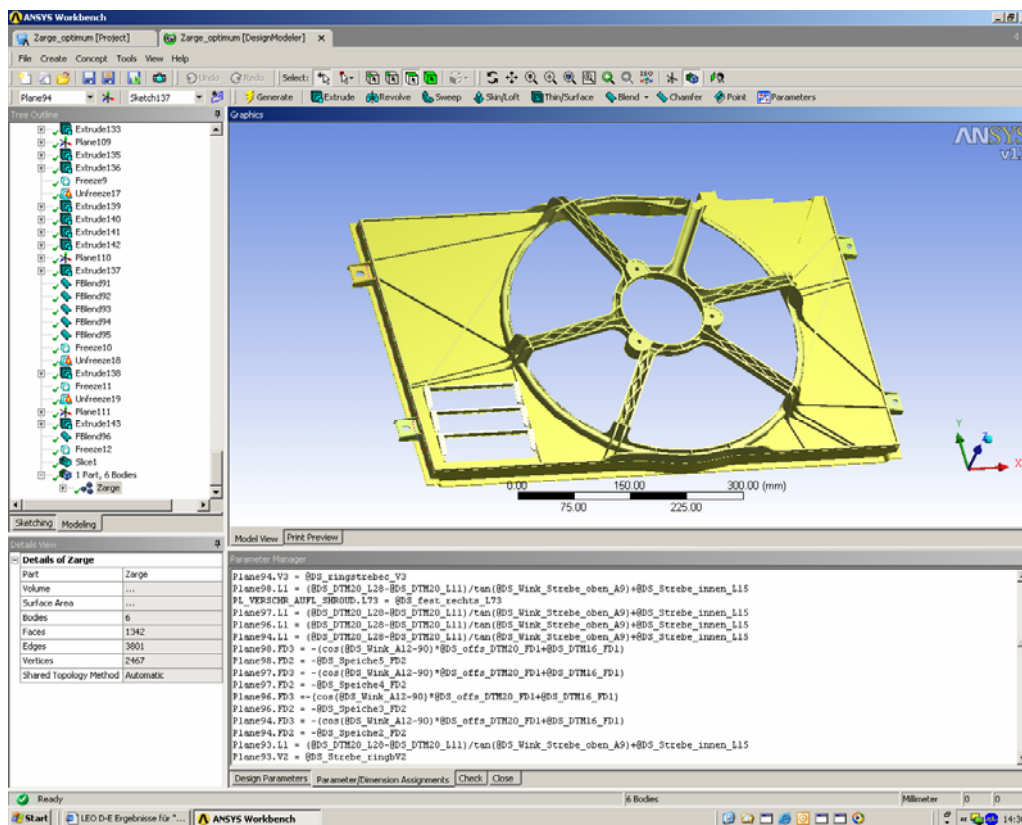 ANSYS Workbench
Zarge_optimum [Project]
Zarge_optimum [DesignModeler]
File Create Concept Tools View Help
Undo Redo Select:
Plane94 Sketch137 Generate Extrude Revolve Sweep Skin/Loft Thin/Surface Blend Chamfer Point Parameters
Tree Outline
Extrude133
Plane109
Extrude135
Extrude136
Freeze9
Unfreeze17
Extrude139
Extrude140
Extrude141
Extrude142
Plane110
Extrude137
FBlend91
FBlend92
FBlend93
FBlend94
FBlend95
Freeze10
Unfreeze18
Extrude138
Freeze11
Unfreeze19
Plane111
Extrude143
FBlend96
Freeze12
Slice1
1 Part, 6 Bodies
Zarge
Sketching Modeling
Graphics
ANSYS
Y
Z
X
0.00 150.00 300.00 (mm)
75.00 225.00
Model View Print Preview
Details View
Details of Zarge
Part Zarge
Volume ...
Surface Area ...
Bodies 6
Faces 1342
Edges 3801
Vertices 2467
Shared Topology Method Automatic
Parameter Manager
Plane94.V3 = @DS_ringstrebec_V3
Plane98.L1 = (@DS_DTM20_L28-@DS_DTM20_L11)/tan(@DS_Wink_Strebe_oben_A9)+@DS_Strebe_innen_L15
PL_VERSCHR_AUFL_SHROUD.L73 = @DS_fest_rechts_L73
Plane97.L1 = (@DS_DTM20_L28-@DS_DTM20_L11)/tan(@DS_Wink_Strebe_oben_A9)+@DS_Strebe_innen_L15
Plane96.L1 = (@DS_DTM20_L28-@DS_DTM20_L11)/tan(@DS_Wink_Strebe_oben_A9)+@DS_Strebe_innen_L15
Plane94.L1 = (@DS_DTM20_L28-@DS_DTM20_L11)/tan(@DS_Wink_Strebe_oben_A9)+@DS_Strebe_innen_L15
Plane98.FD3 = -(cos(@DS_Wink_A12-90)*@DS_offs_DTM20_FD1+@DS_DTM16_FD1)
Plane98.FD2 = -@DS_Speiche5_FD2
Plane97.FD3 = -(cos(@DS_Wink_A12-90)*@DS_offs_DTM20_FD1+@DS_DTM16_FD1)
Plane97.FD2 = -@DS_Speiche4_FD2
Plane96.FD3 =-(cos(@DS_Wink_A12-90)*@DS_offs_DTM20_FD1+@DS_DTM16_FD1)
Plane96.FD2 = -@DS_Speiche3_FD2
Plane94.FD3 = -(cos(@DS_Wink_A12-90)*@DS_offs_DTM20_FD1+@DS_DTM16_FD1)
Plane94.FD2 = -@DS_Speiche2_FD2
Plane93.L1 = (@DS_DTM20_L28-@DS_DTM20_L11)/tan(@DS_Wink_Strebe_oben_A9)+@DS_Strebe_innen_L15
Plane93.V2 = @DS_Strebe_ringbV2
Design Parameters Parameter/Dimension Assignments Check Close
Ready 6 Bodies Millimeter 0 0
Start LEO D-E Ergebnisse für "... ANSYS Workbench